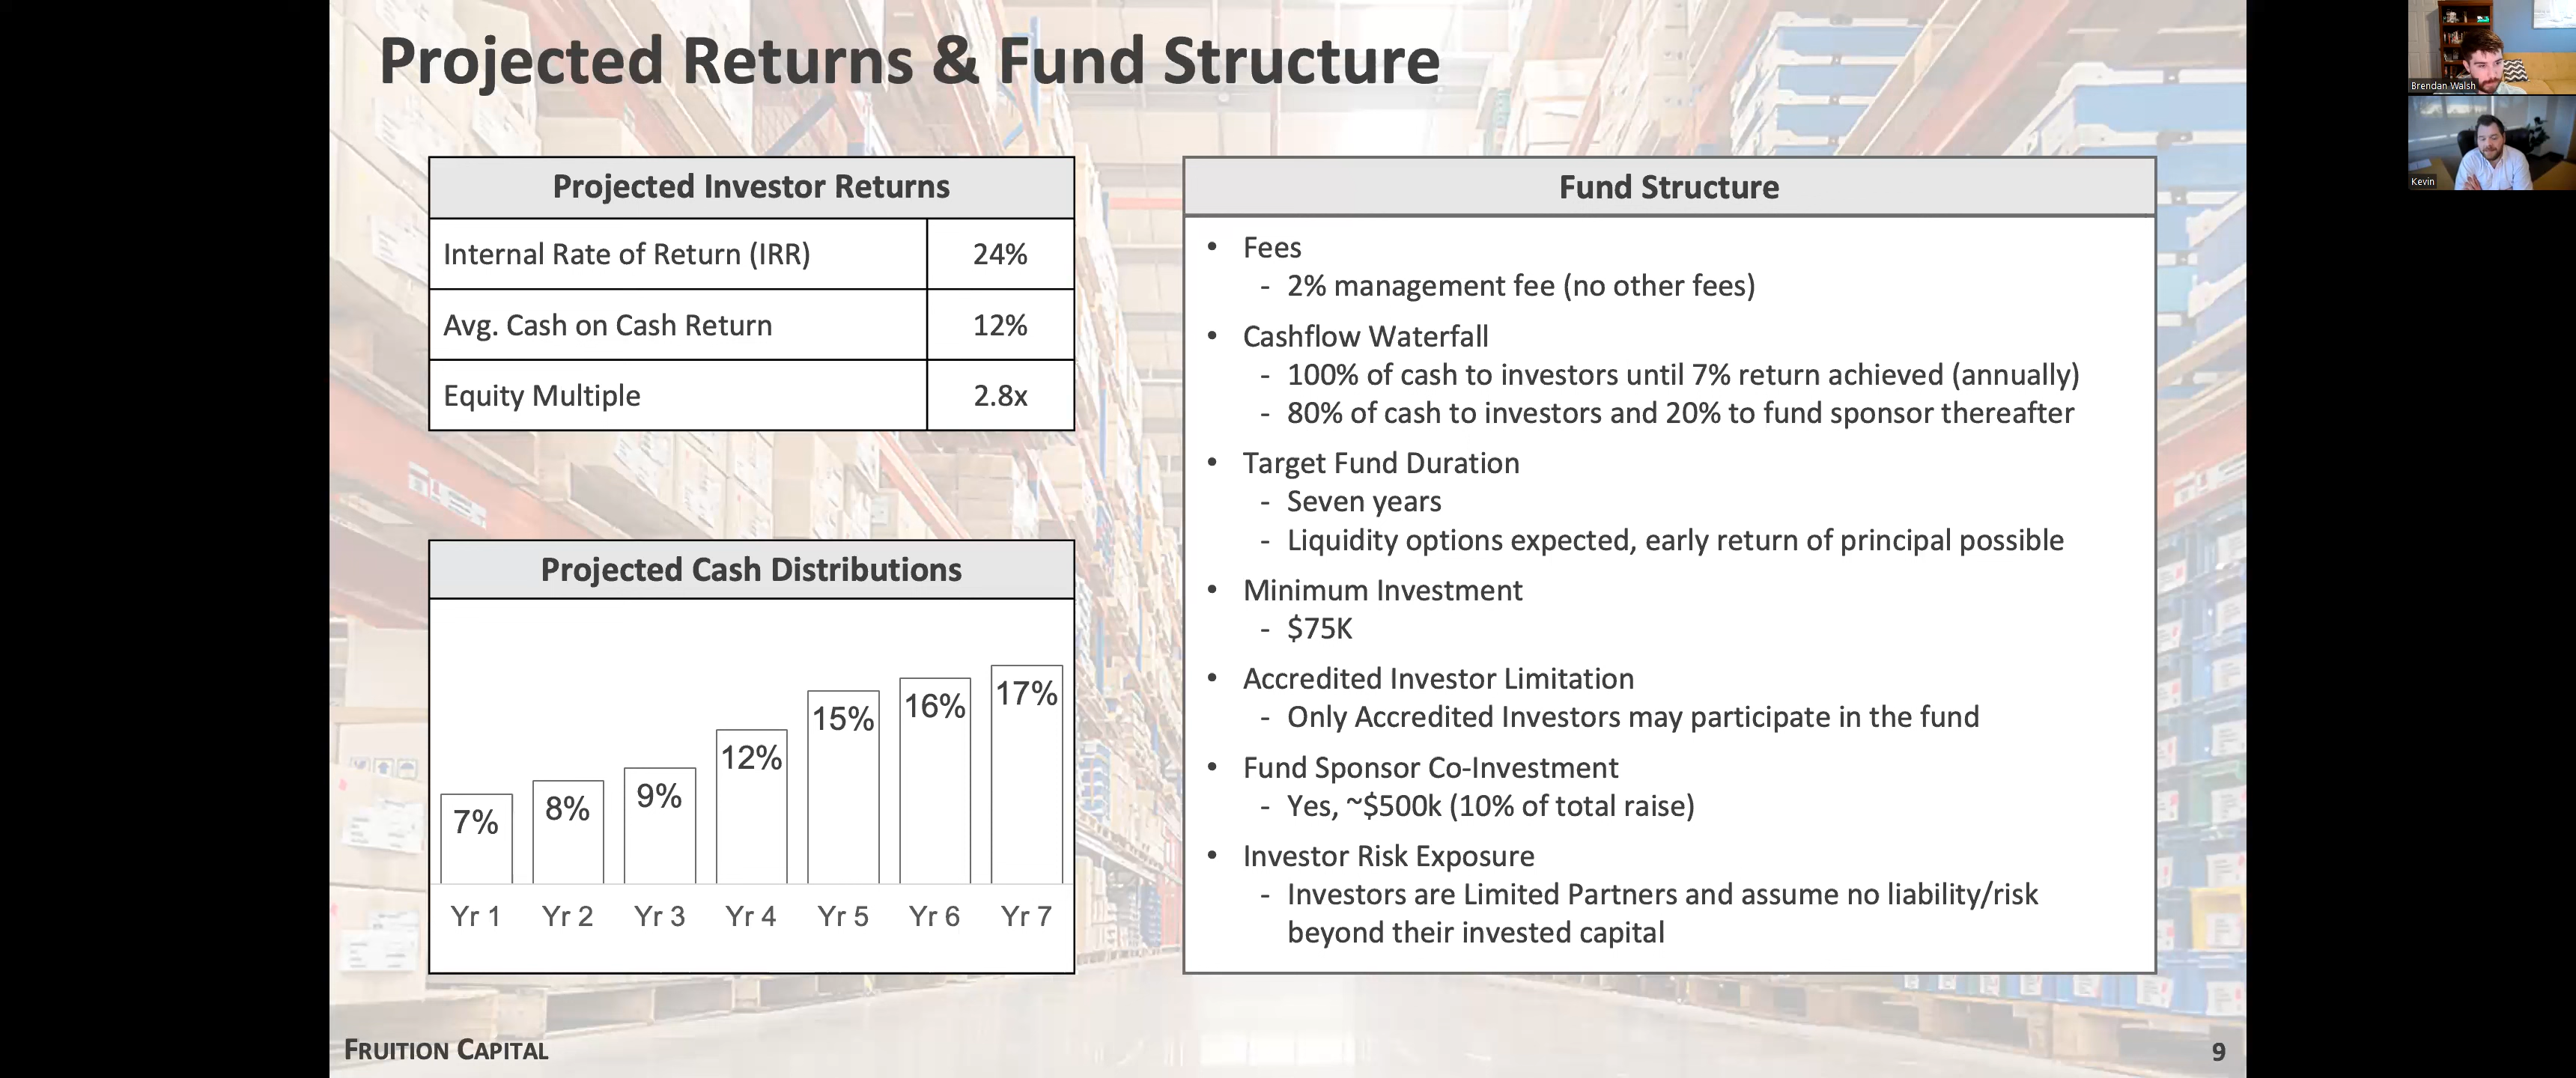 Projected Returns & Fund Structure
Projected Investor Returns
Internal Rate of Return (IRR) 24%
Avg. Cash on Cash Return 12%
Equity Multiple 2.8x
Projected Cash Distributions
7% 8% 9% 12% 15% 16% 17%
Yr 1 Yr 2 Yr 3 Yr 4 Yr 5 Yr 6 Yr 7
Fund Structure
• Fees
- 2% management fee (no other fees)
• Cashflow Waterfall
- 100% of cash to investors until 7% return achieved (annually)
- 80% of cash to investors and 20% to fund sponsor thereafter
• Target Fund Duration
- Seven years
- Liquidity options expected, early return of principal possible
• Minimum Investment
- $75K
• Accredited Investor Limitation
- Only Accredited Investors may participate in the fund
• Fund Sponsor Co-Investment
- Yes, ~$500k (10% of total raise)
• Investor Risk Exposure
- Investors are Limited Partners and assume no liability/risk
beyond their invested capital
FRUITION CAPITAL
9
Brendan Walsh
Kevin